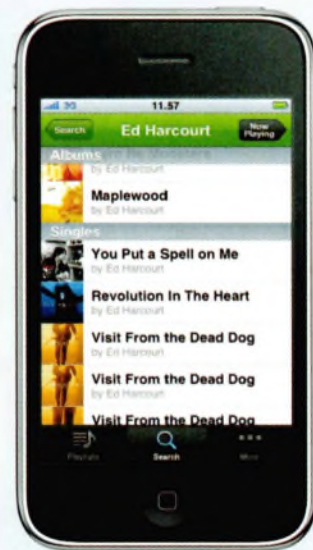 3G 11.57
Search Ed Harcourt Now Playing
Albums
by Ed Harcourt
Maplewood
by Ed Harcourt
Singles
You Put a Spell on Me
by Ed Harcourt
Revolution In The Heart
by Ed Harcourt
Visit From the Dead Dog
by Ed Harcourt
Visit From the Dead Dog
by Ed Harcourt
Visit From the Dead Dog
Playlists Search More